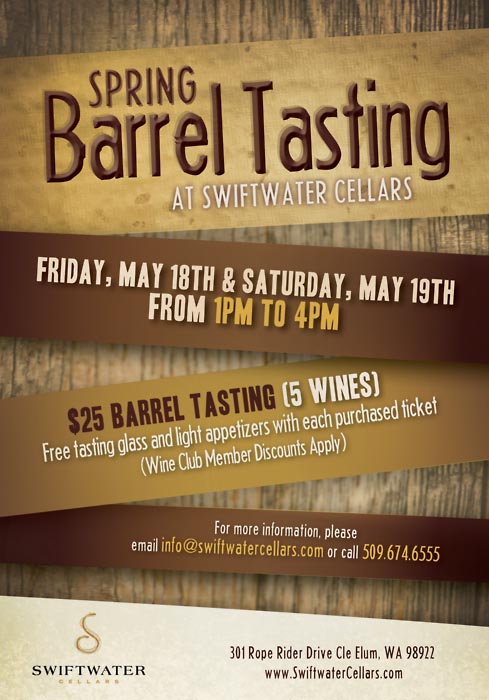 SPRING
Barrel Tasting
AT SWIFTWATER CELLARS
FRIDAY, MAY 18TH & SATURDAY, MAY 19TH
FROM 1PM TO 4PM
$25 BARREL TASTING (5 WINES)
Free tasting glass and light appetizers with each purchased ticket
(Wine Club Member Discounts Apply)
For more information, please
email info@swiftwatercellars.com or call 509.674.6555
SWIFTWATER
CELLARS
301 Rope Rider Drive Cle Elum, WA 98922
www.SwiftwaterCellars.com